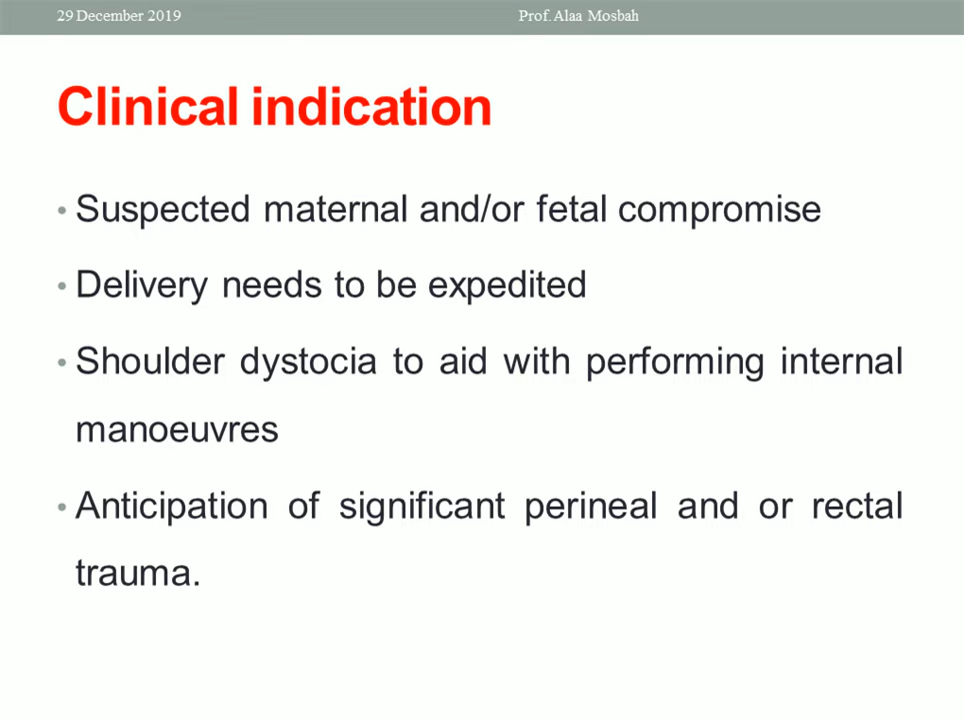 29 December 2019 Prof. Alaa Mosbah
Clinical indication
• Suspected maternal and/or fetal compromise
• Delivery needs to be expedited
• Shoulder dystocia to aid with performing internal
manoeuvres
• Anticipation of significant perineal and or rectal
trauma.